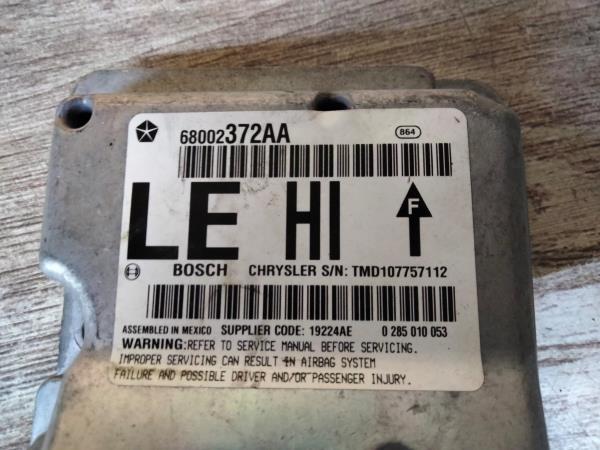 68002372AA 864
LE HI F
BOSCH CHRYSLER S/N: TMD107757112
ASSEMBLED IN MEXICO SUPPLIER CODE: 19224AE 0 285 010 053
WARNING:REFER TO SERVICE MANUAL BEFORE SERVICING.
IMPROPER SERVICING CAN RESULT IN AIRBAG SYSTEM
FAILURE AND POSSIBLE DRIVER AND/OR PASSENGER INJURY.